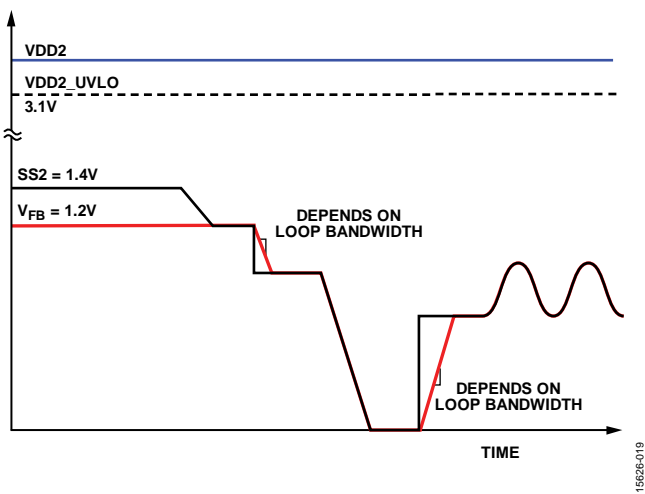 VDD2
VDD2_UVLO
3.1V
SS2 = 1.4V
VFB = 1.2V
DEPENDS ON
LOOP BANDWIDTH
DEPENDS ON
LOOP BANDWIDTH
TIME
15626-019